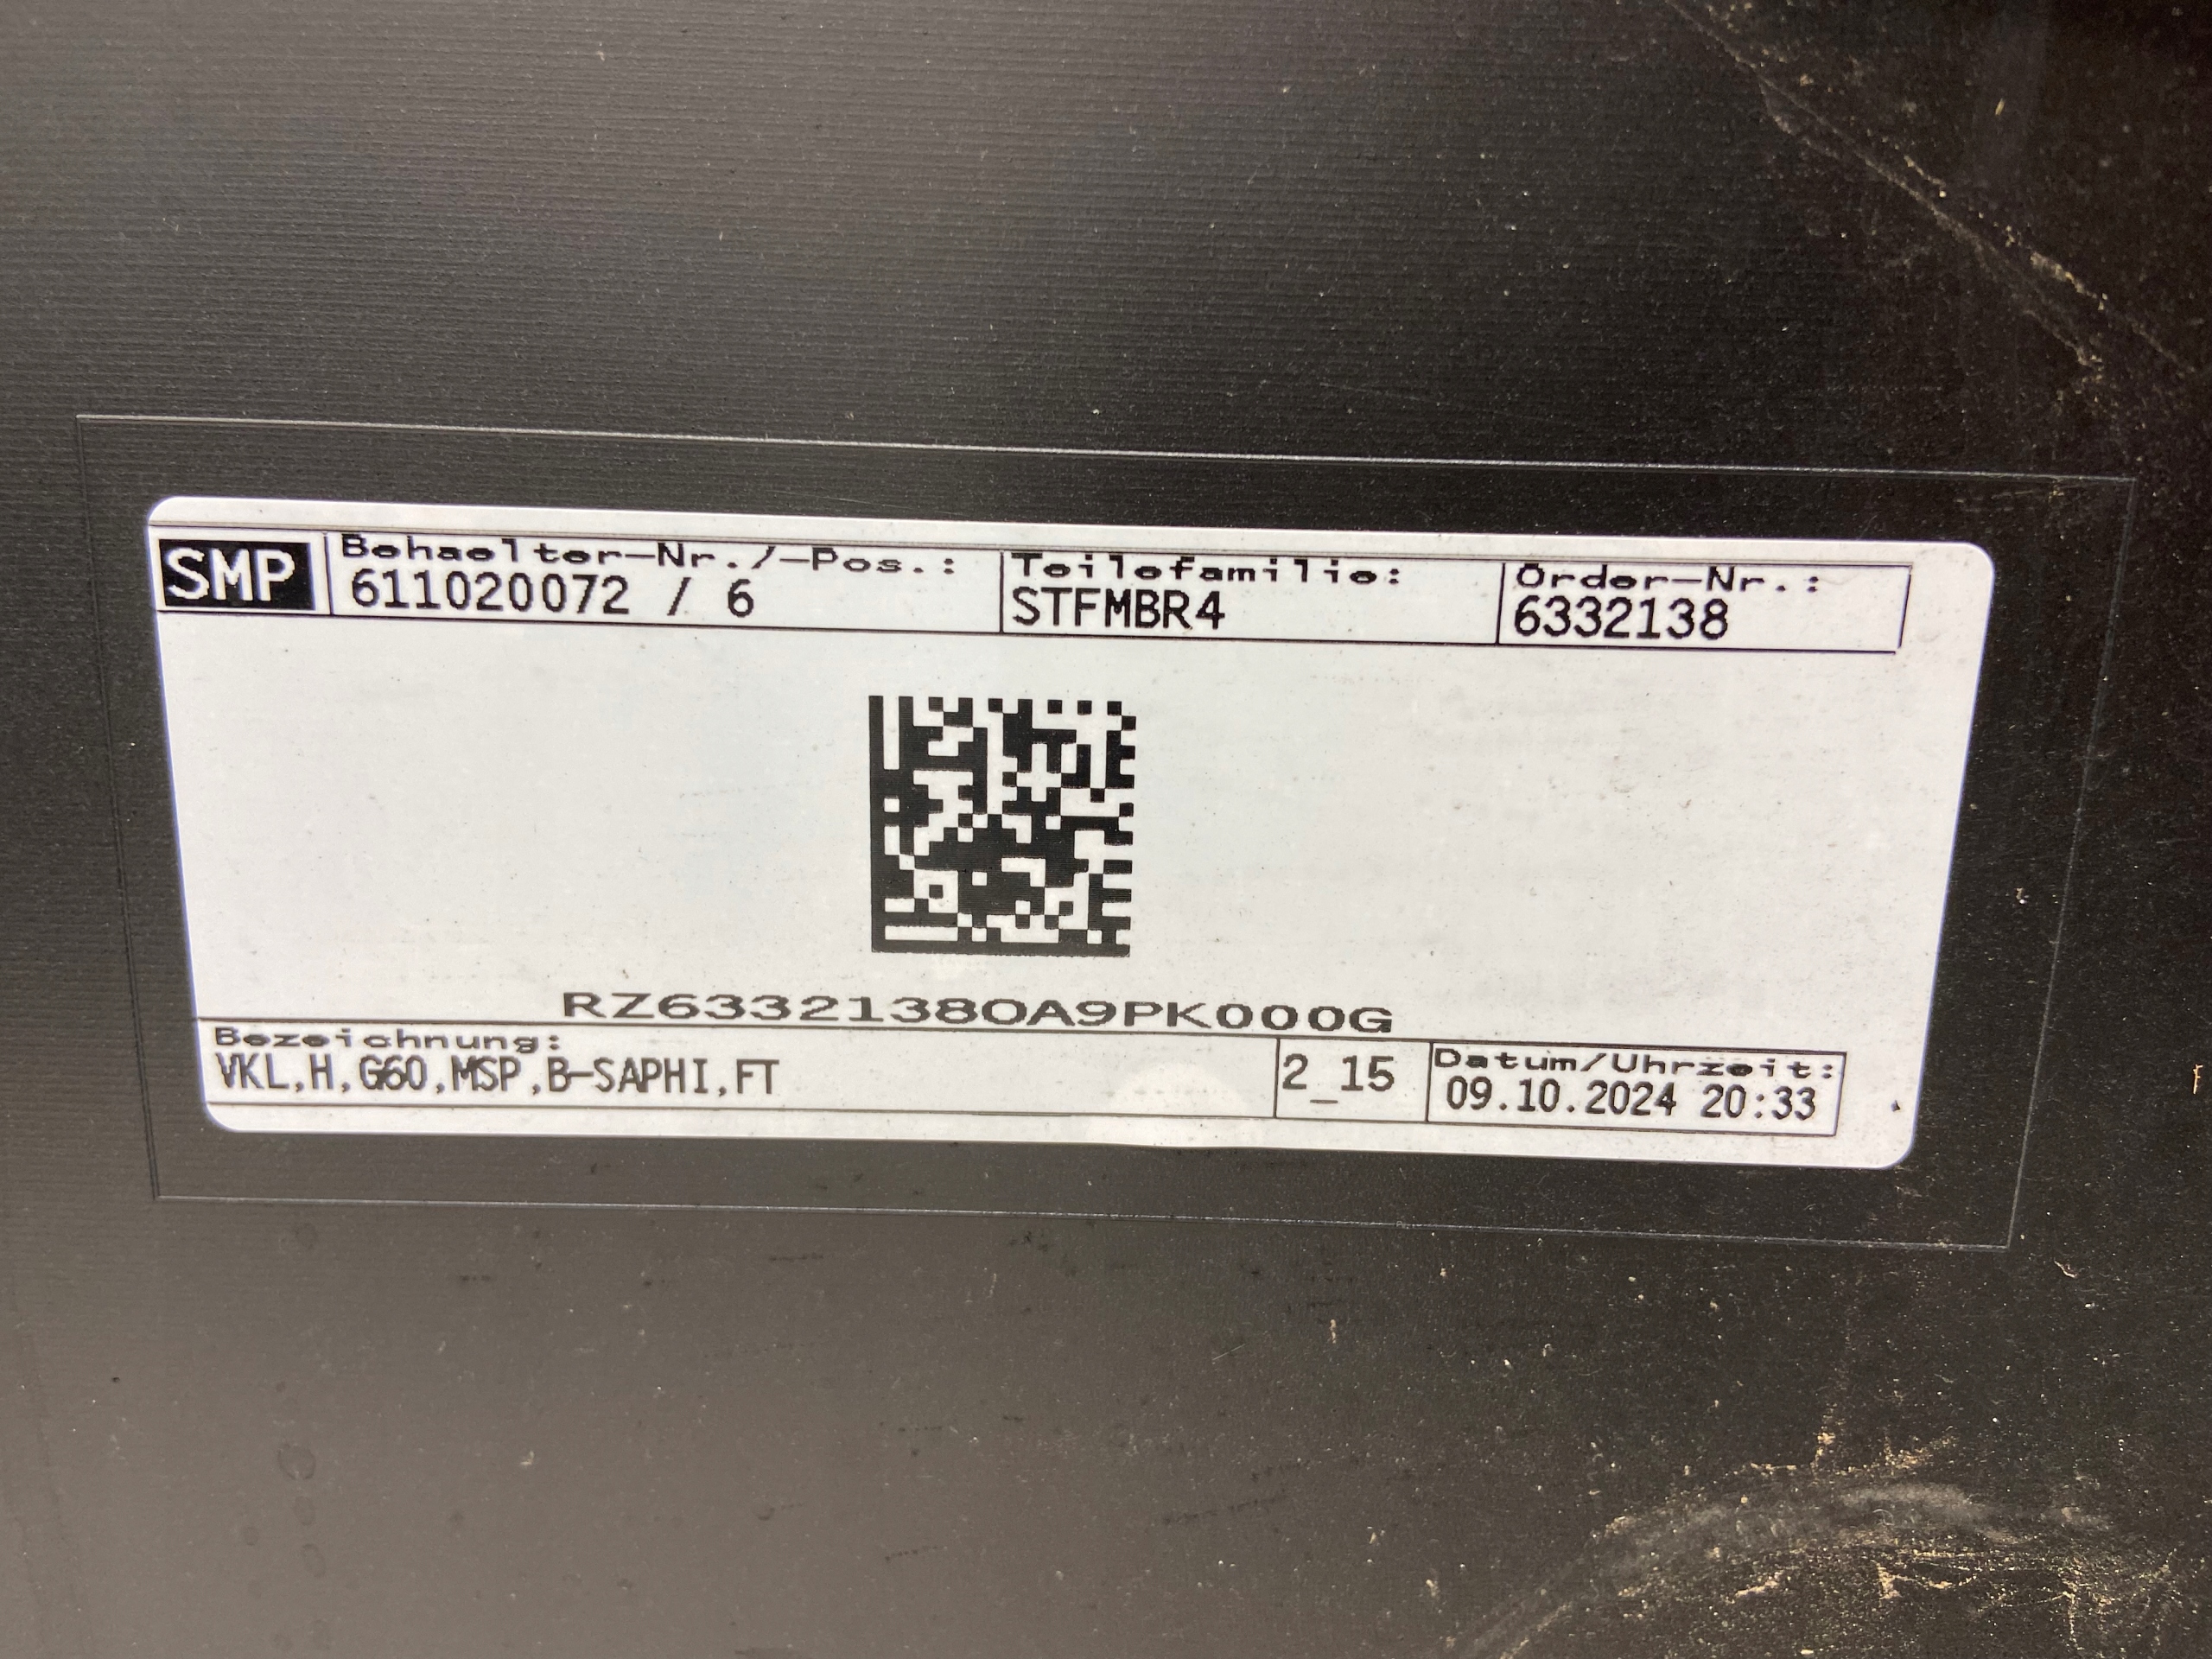 SMP
Behaelter-Nr./-Pos.:
611020072 / 6
Teilefamilie:
STFMBR4
Order-Nr.:
6332138
RZ63321380A9PK000G
Bezeichnung:
VKL,H,G60,MSP,B-SAPHI,FT
2_15
Datum/Uhrzeit:
09.10.2024 20:33